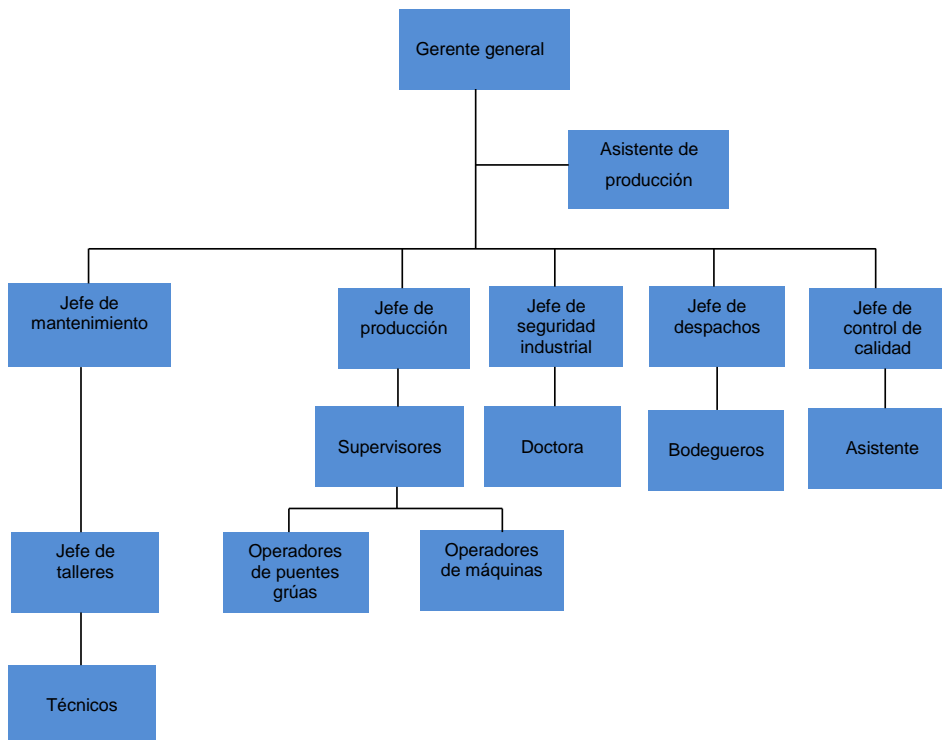 Gerente general
Asistente de
producción
Jefe de
mantenimiento
Jefe de
producción
Jefe de
seguridad
industrial
Jefe de
despachos
Jefe de
control de
calidad
Supervisores
Doctora
Bodegueros
Asistente
Jefe de
talleres
Operadores
de puentes
grúas
Operadores
de máquinas
Técnicos